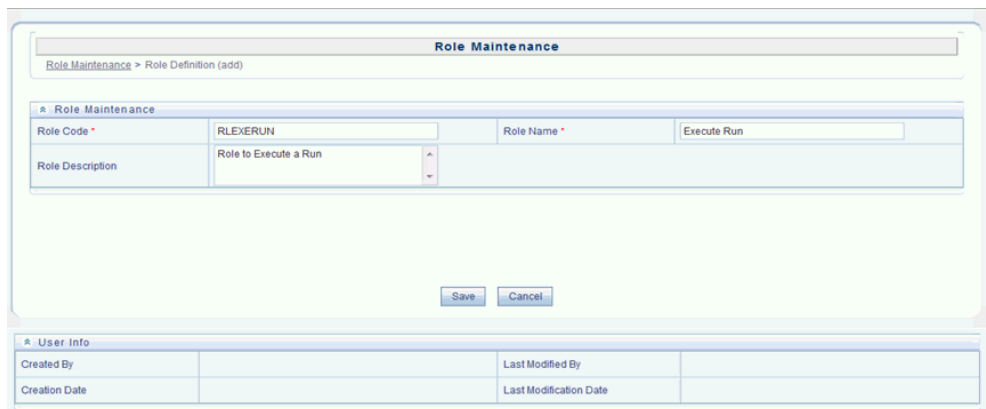 Role Maintenance
Role Maintenance > Role Definition (add)
Role Maintenance
Role Code * RLEXERUN Role Name * Execute Run
Role Description Role to Execute a Run
Save Cancel
User Info
Created By Last Modified By
Creation Date Last Modification Date